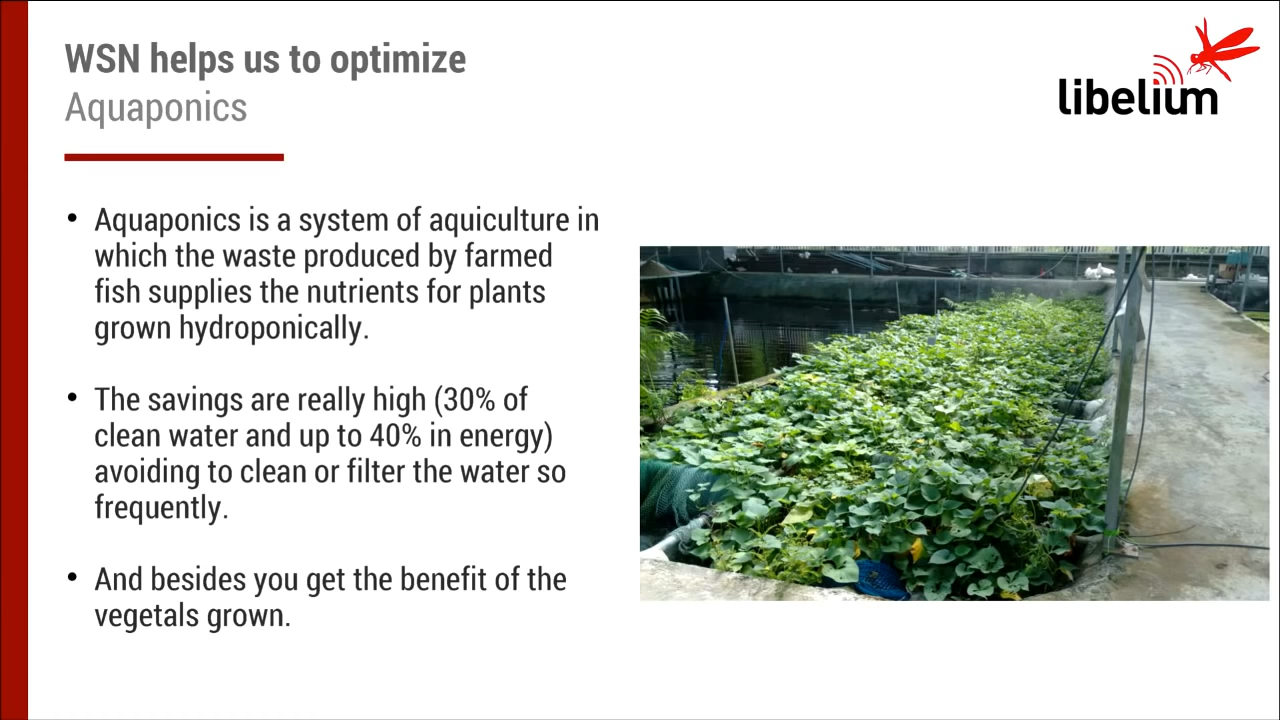 WSN helps us to optimize
Aquaponics
libelium
• Aquaponics is a system of aquiculture in
which the waste produced by farmed
fish supplies the nutrients for plants
grown hydroponically.
• The savings are really high (30% of
clean water and up to 40% in energy)
avoiding to clean or filter the water so
frequently.
• And besides you get the benefit of the
vegetals grown.